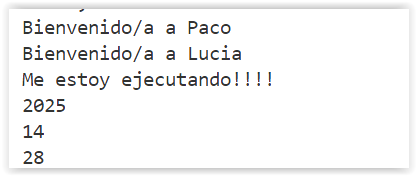 Bienvenido/a a Paco
Bienvenido/a a Lucia
Me estoy ejecutando!!!!
2025
14
28